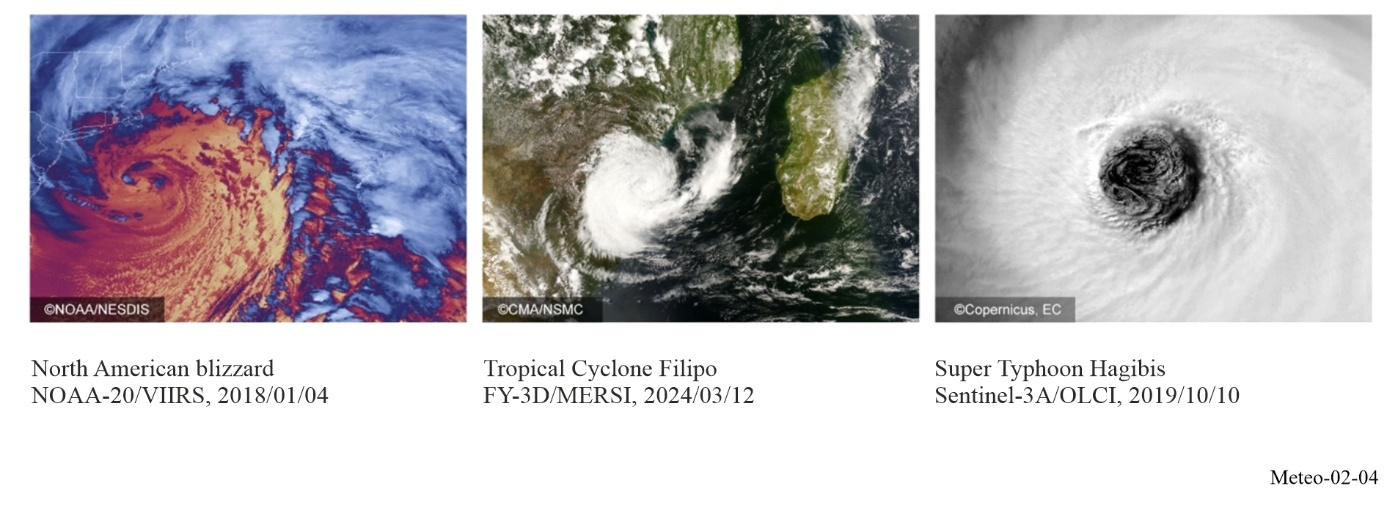 ©NOAA/NESDIS
©CMA/NSMC
©Copernicus, EC
North American blizzard
NOAA-20/VIIRS, 2018/01/04
Tropical Cyclone Filipo
FY-3D/MERSI, 2024/03/12
Super Typhoon Hagibis
Sentinel-3A/OLCI, 2019/10/10
Meteo-02-04